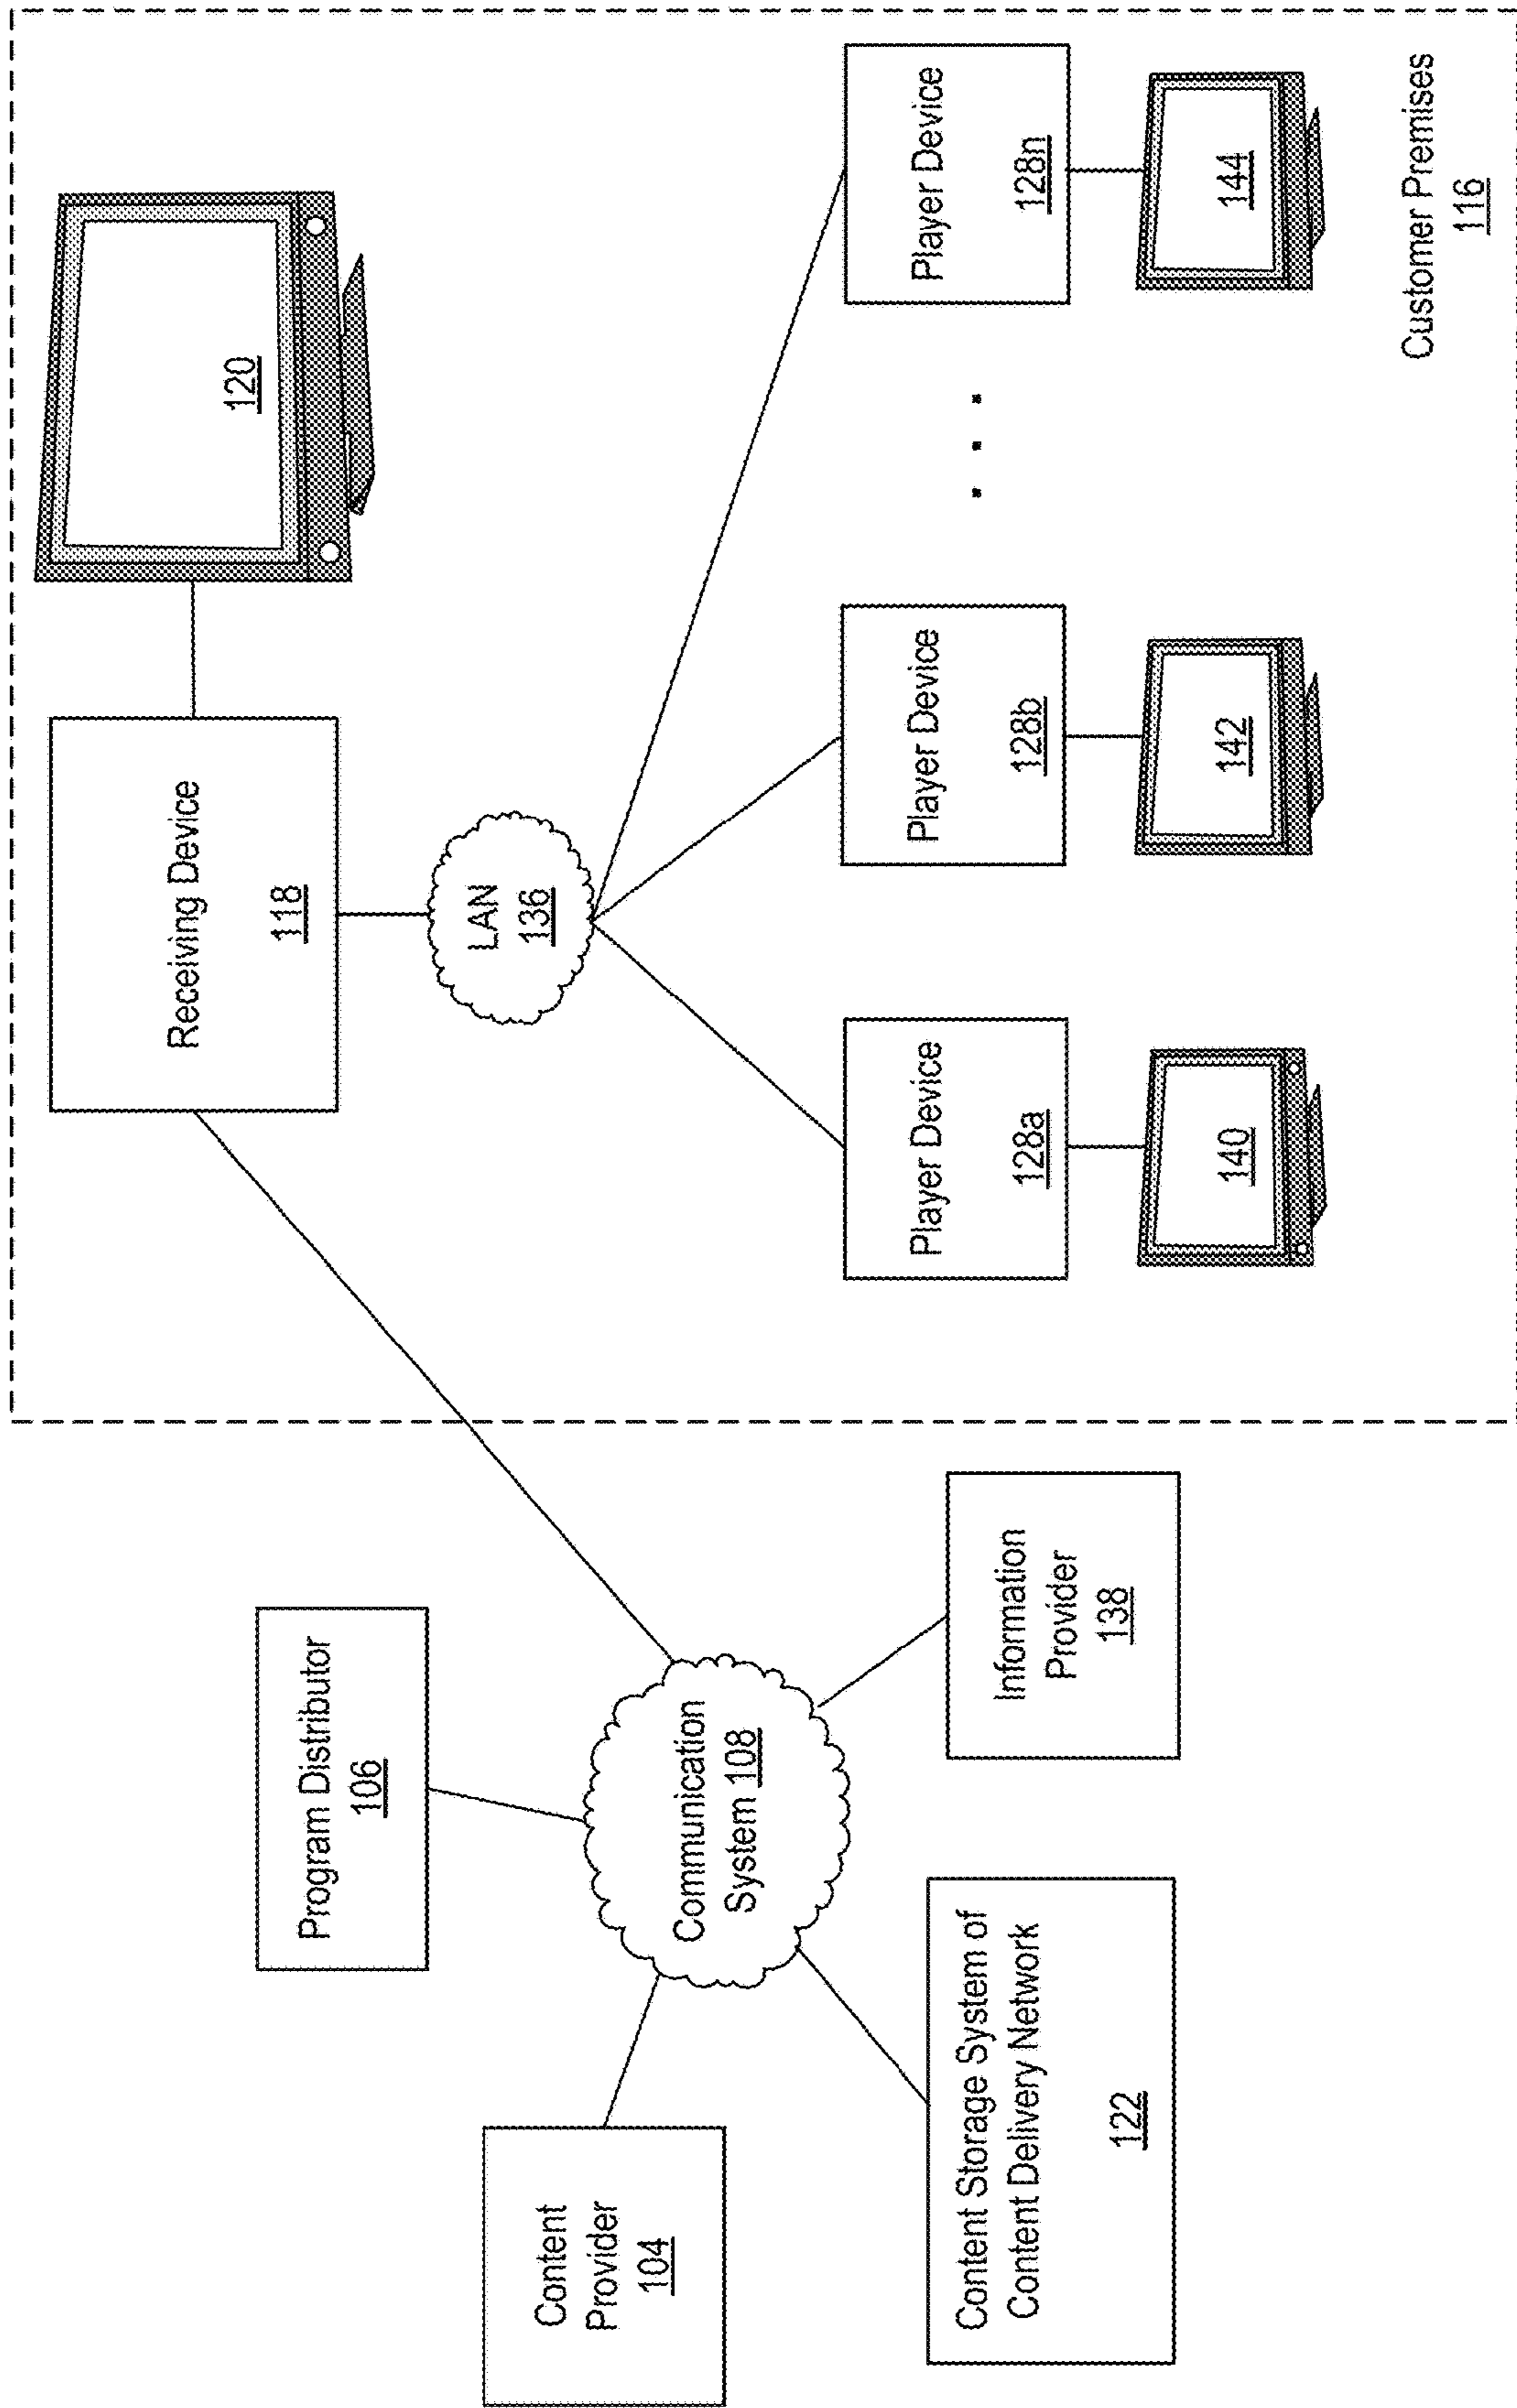 Program Distributor
106
Content
Provider
104
Communication
System 108
Content Storage System of
Content Delivery Network
122
Information
Provider
138
Receiving Device
118
120
LAN
136
Player Device
128a
Player Device
128b
. . .
Player Device
128n
140
142
144
Customer Premises
116